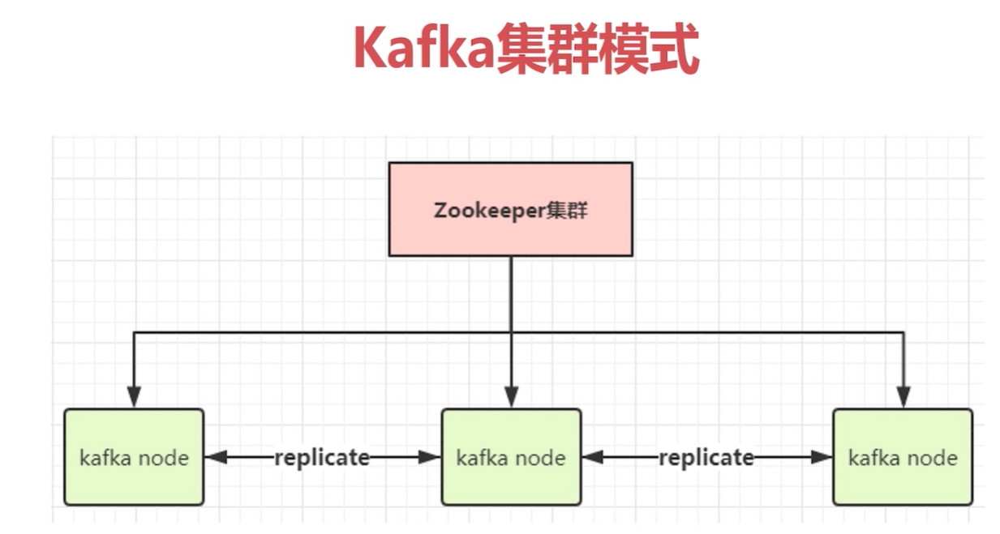 Kafka集群模式
Zookeeper集群
kafka node
replicate
kafka node
replicate
kafka node